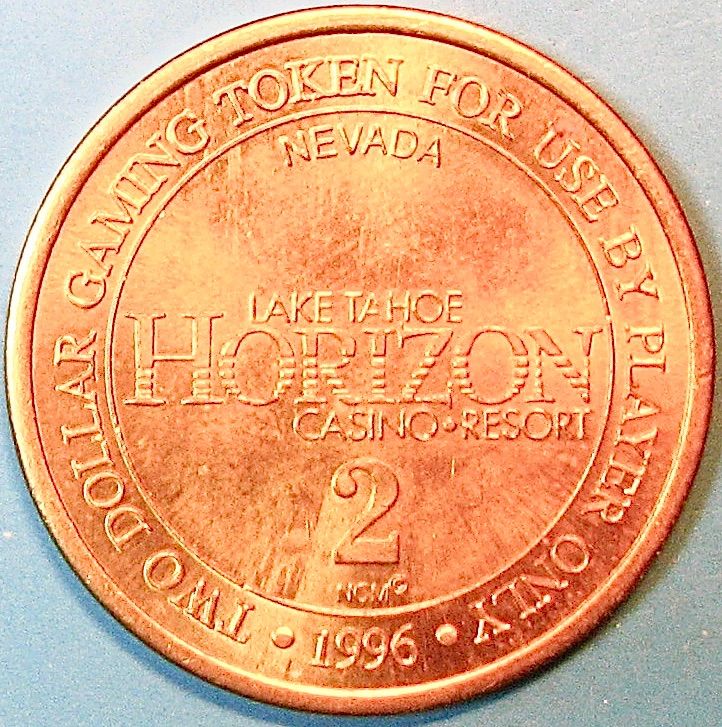 TWO DOLLAR GAMING TOKEN FOR USE BY PLAYER ONLY
NEVADA
LAKE TAHOE
HORIZON
CASINO • RESORT
2
NCM©
• 1996 •